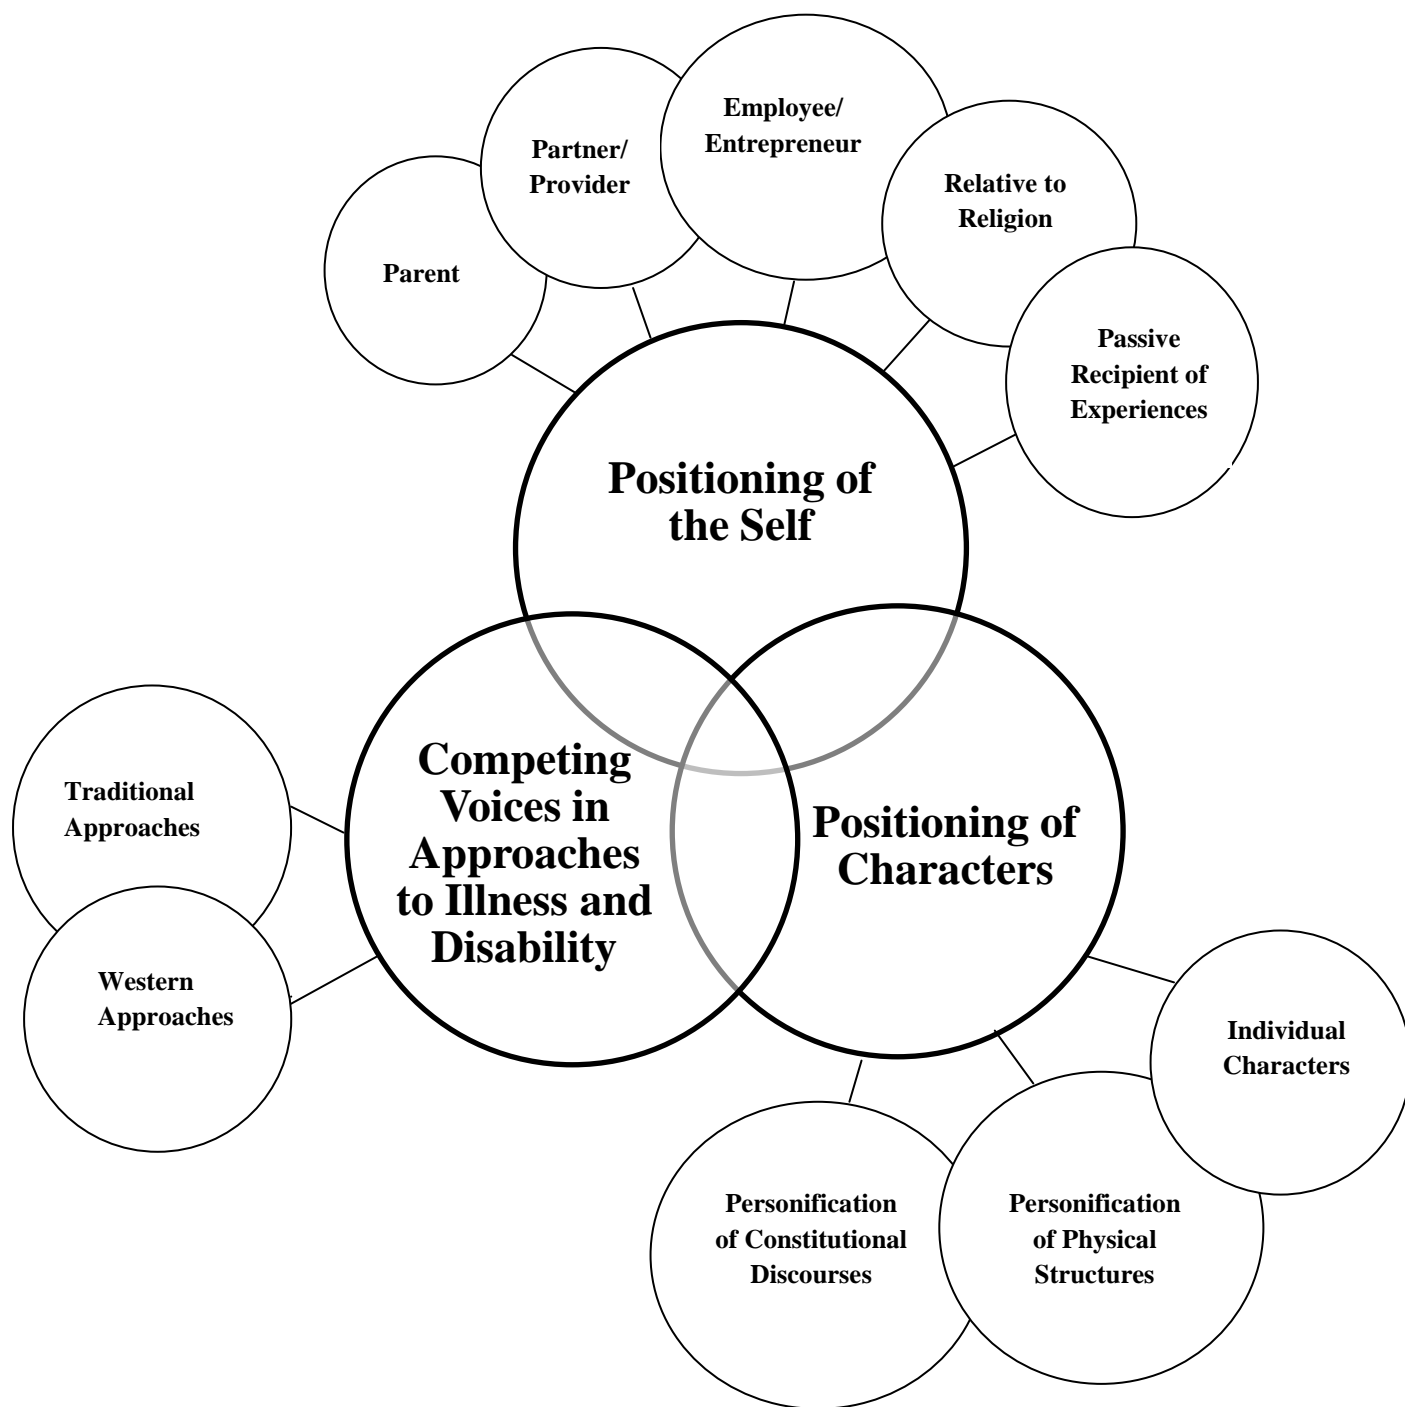 Employee/
Entrepreneur
Partner/
Provider
Relative to
Religion
Parent
Passive
Recipient of
Experiences
Positioning of
the Self
Competing
Voices in
Approaches
to Illness and
Disability
Positioning of
Characters
Traditional
Approaches
Western
Approaches
Individual
Characters
Personification
of Constitutional
Discourses
Personification
of Physical
Structures